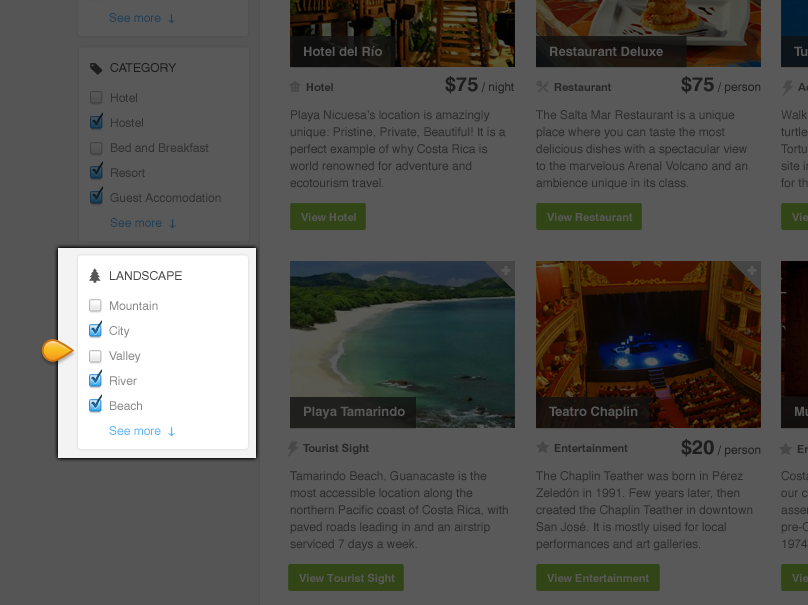 See more ↓
CATEGORY
Hotel
Hostel
Bed and Breakfast
Resort
Guest Accomodation
See more ↓
LANDSCAPE
Mountain
City
Valley
River
Beach
See more ↓
Hotel del Río
Hotel
$75 / night
Playa Nicuesa's location is amazingly
unique: Pristine, Private, Beautiful! It is a
perfect example of why Costa Rica is
world renowned for adventure and
ecotourism travel.
View Hotel
Restaurant Deluxe
Restaurant
$75 / person
The Salta Mar Restaurant is a unique
place where you can taste the most
delicious dishes with a spectacular view
to the marvelous Arenal Volcano and an
ambience unique in its class.
View Restaurant
Walk
turtle
site i
for th
Playa Tamarindo
Tourist Sight
Tamarindo Beach, Guanacaste is the
most accessible location along the
northern Pacific coast of Costa Rica, with
paved roads leading in and an airstrip
serviced 7 days a week.
View Tourist Sight
Teatro Chaplin
Entertainment
$20 / person
The Chaplin Teather was born in Pérez
Zeledón in 1991. Few years later, then
created the Chaplin Teather in downtown
San José. It is mostly uised for local
performances and art galleries.
View Entertainment
Costa
our c
asse
pre-C
1974